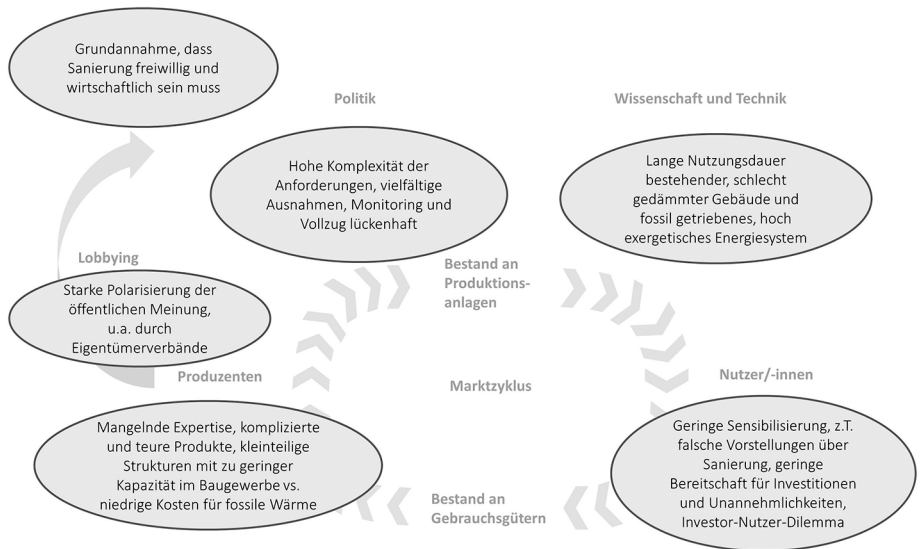 Grundannahme, dass
Sanierung freiwillig und
wirtschaftlich sein muss
Politik
Wissenschaft und Technik
Hohe Komplexität der
Anforderungen, vielfältige
Ausnahmen, Monitoring und
Vollzug lückenhaft
Lange Nutzungsdauer
bestehender, schlecht
gedämmter Gebäude und
fossil getriebenes, hoch
exergetisches Energiesystem
Lobbying
Starke Polarisierung der
öffentlichen Meinung,
u.a. durch
Eigentümerverbände
Bestand an
Produktions-
anlagen
Produzenten
Marktzyklus
Nutzer/-innen
Mangelnde Expertise, komplizierte
und teure Produkte, kleinteilige
Strukturen mit zu geringer
Kapazität im Baugewerbe vs.
niedrige Kosten für fossile Wärme
Geringe Sensibilisierung, z.T.
falsche Vorstellungen über
Sanierung, geringe
Bereitschaft für Investitionen
und Unannehmlichkeiten,
Investor-Nutzer-Dilemma
Bestand an
Gebrauchsgütern